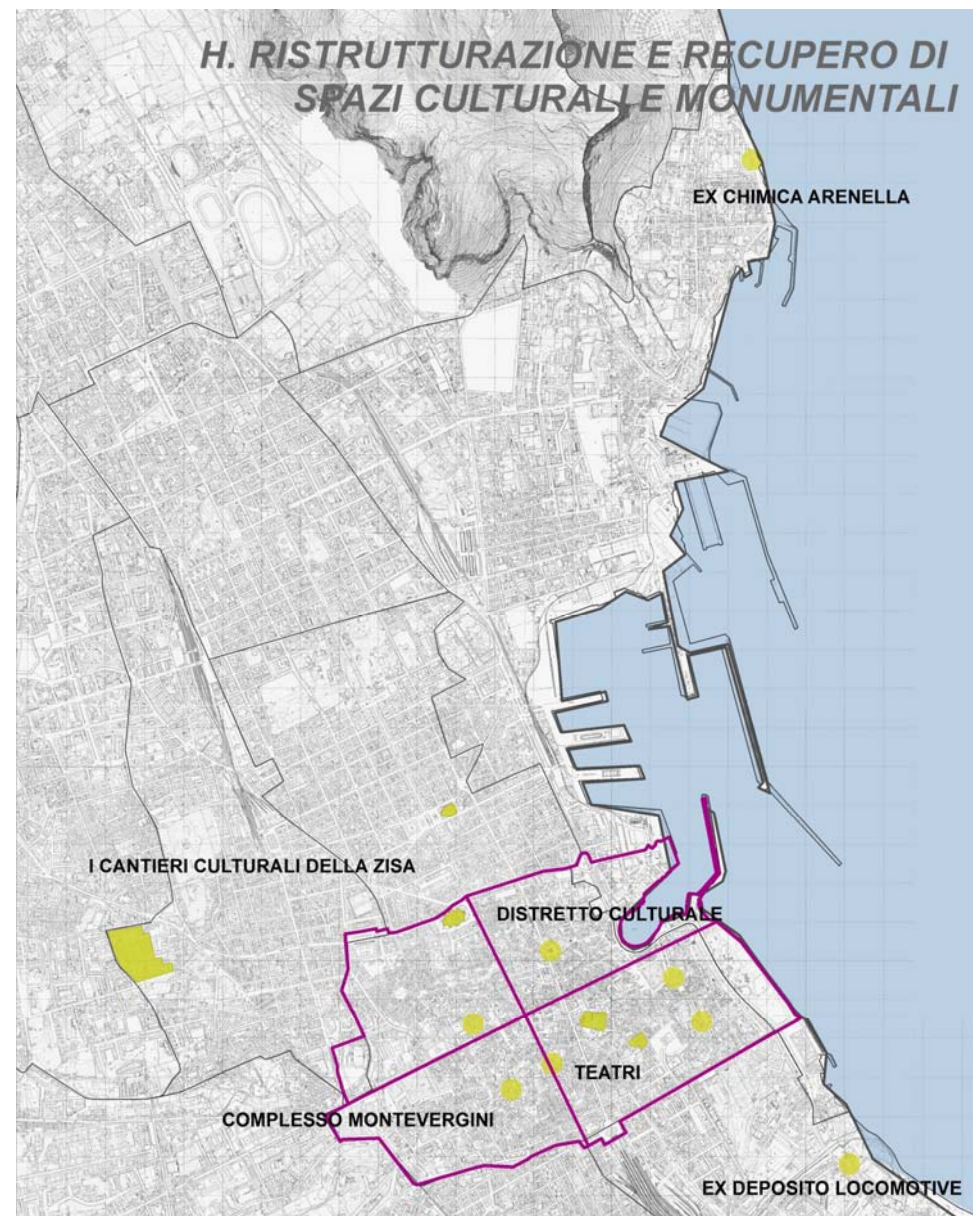 H. RISTRUTTURAZIONE E RECUPERO DI
SPAZI CULTURALI E MONUMENTALI
EX CHIMICA ARENELLA
I CANTIERI CULTURALI DELLA ZISA
DISTRETTO CULTURALE
TEATRI
COMPLESSO MONTEVERGINI
EX DEPOSITO LOCOMOTIVE